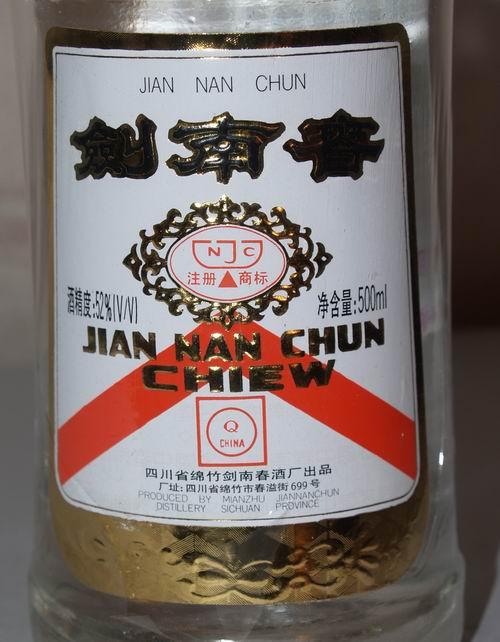 JIAN NAN CHUN
劍南春
NJC
注册 商标
酒精度:52%(V/V)
净含量:500ml
JIAN NAN CHUN
CHIEW
Q
CHINA
四川省绵竹剑南春酒厂出品
厂址:四川省绵竹市春溢街699号
PRODUCED BY MIANZHU JIANNANCHUN
DISTILLERY SICHUAN PROVINCE